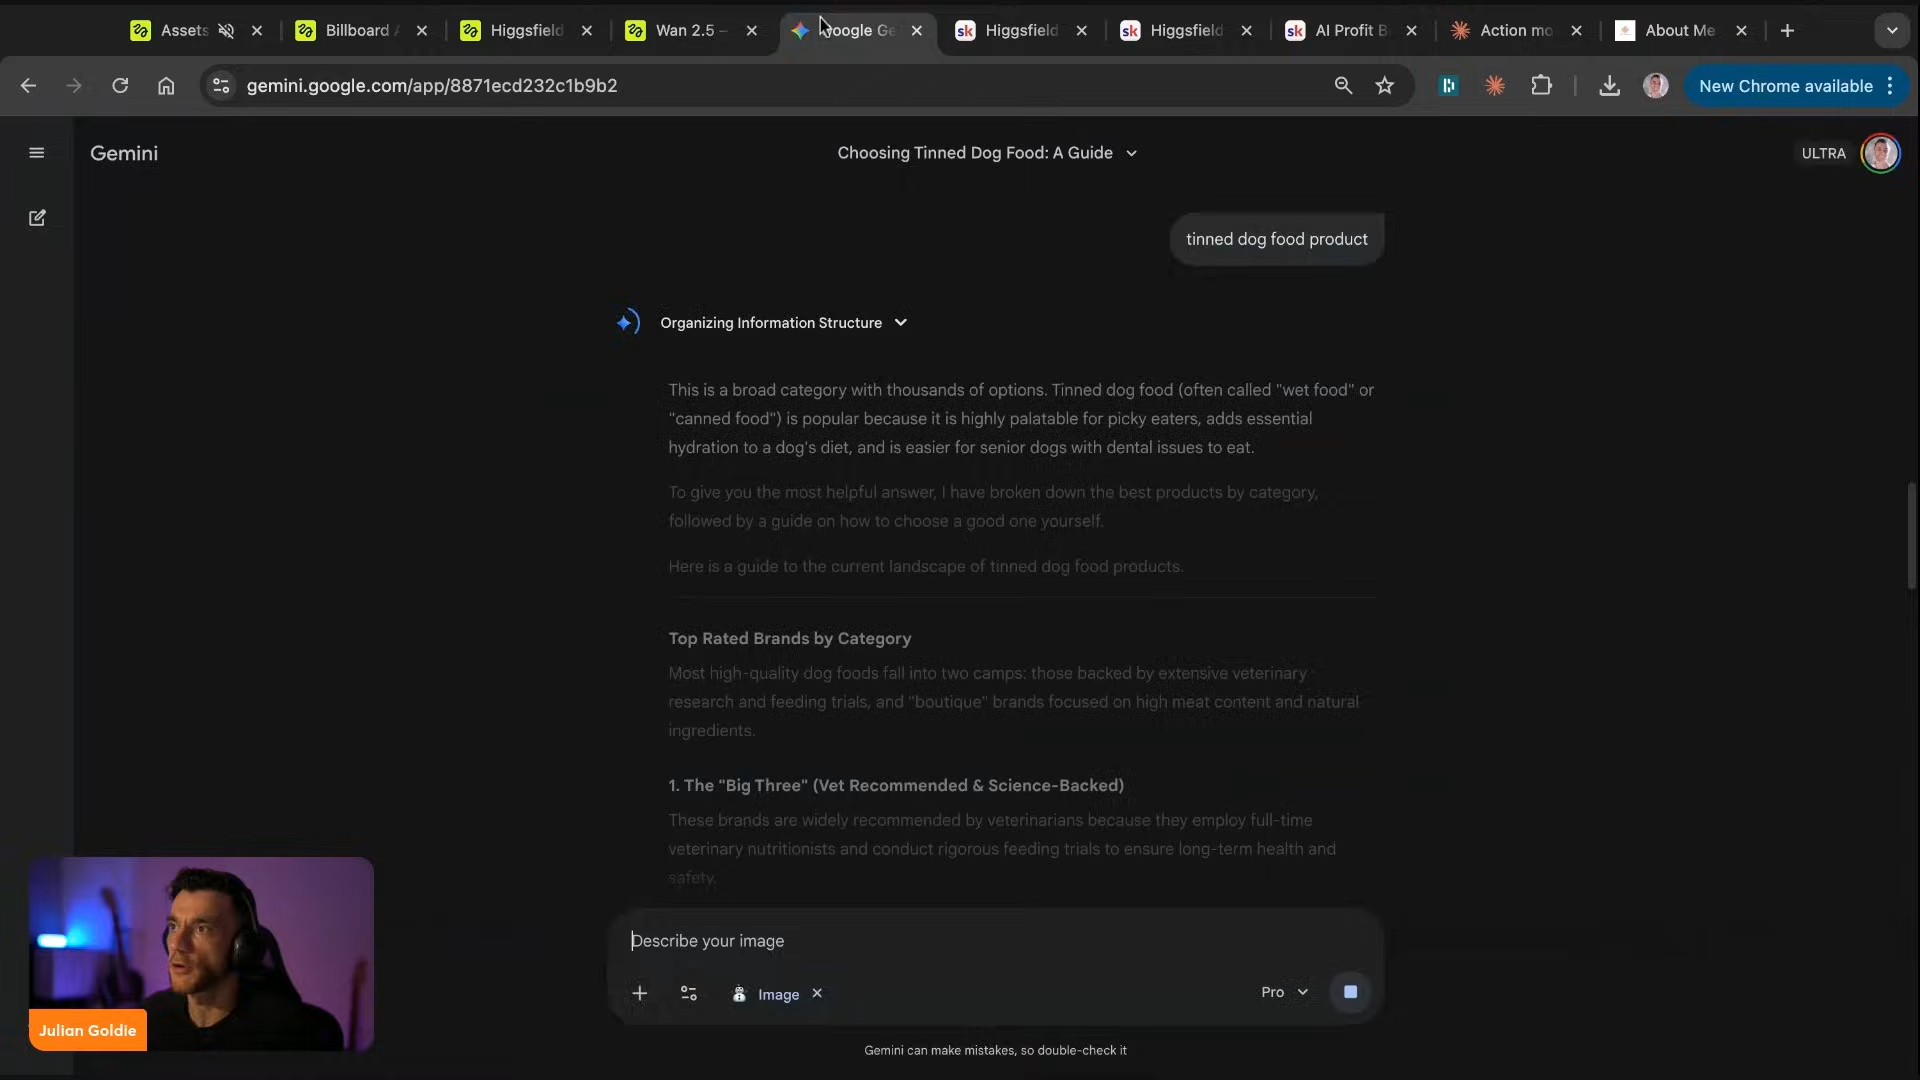 Assets
Billboard A
Higgsfield
Wan 2.5 –
oogle Ge
sk
Higgsfield
sk
Higgsfield
sk
AI Profit B
Action mo
About Me
gemini.google.com/app/8871ecd232c1b9b2
New Chrome available
Gemini
Choosing Tinned Dog Food: A Guide
ULTRA
tinned dog food product
Organizing Information Structure
This is a broad category with thousands of options. Tinned dog food (often called "wet food" or
"canned food") is popular because it is highly palatable for picky eaters, adds essential
hydration to a dog's diet, and is easier for senior dogs with dental issues to eat.
To give you the most helpful answer, I have broken down the best products by category,
followed by a guide on how to choose a good one yourself.
Here is a guide to the current landscape of tinned dog food products.
Top Rated Brands by Category
Most high-quality dog foods fall into two camps: those backed by extensive veterinary
research and feeding trials, and "boutique" brands focused on high meat content and natural
ingredients.
1. The "Big Three" (Vet Recommended & Science-Backed)
These brands are widely recommended by veterinarians because they employ full-time
veterinary nutritionists and conduct rigorous feeding trials to ensure long-term health and
safety.
Describe your image
Image
Pro
Gemini can make mistakes, so double-check it
Julian Goldie